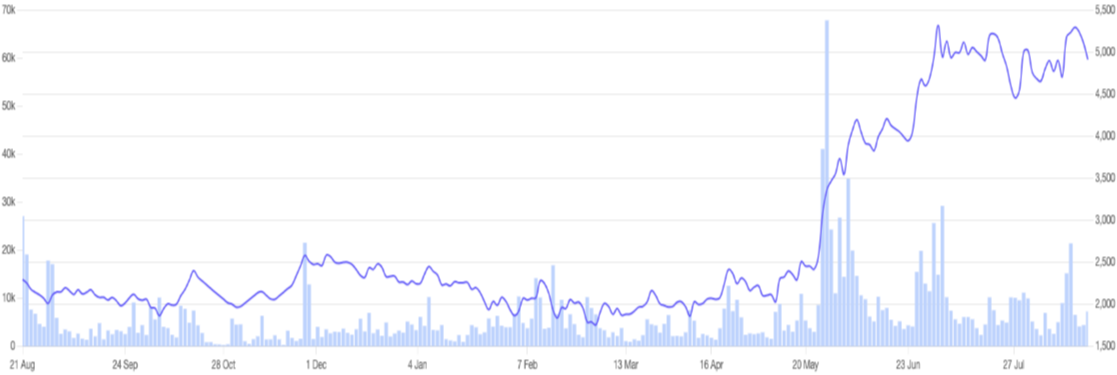 70k
60k
50k
40k
30k
20k
10k
0
5,500
5,000
4,500
4,000
3,500
3,000
2,500
2,000
1,500
21 Aug 24 Sep 28 Oct 1 Dec 4 Jan 7 Feb 13 Mar 16 Apr 20 May 23 Jun 27 Jul